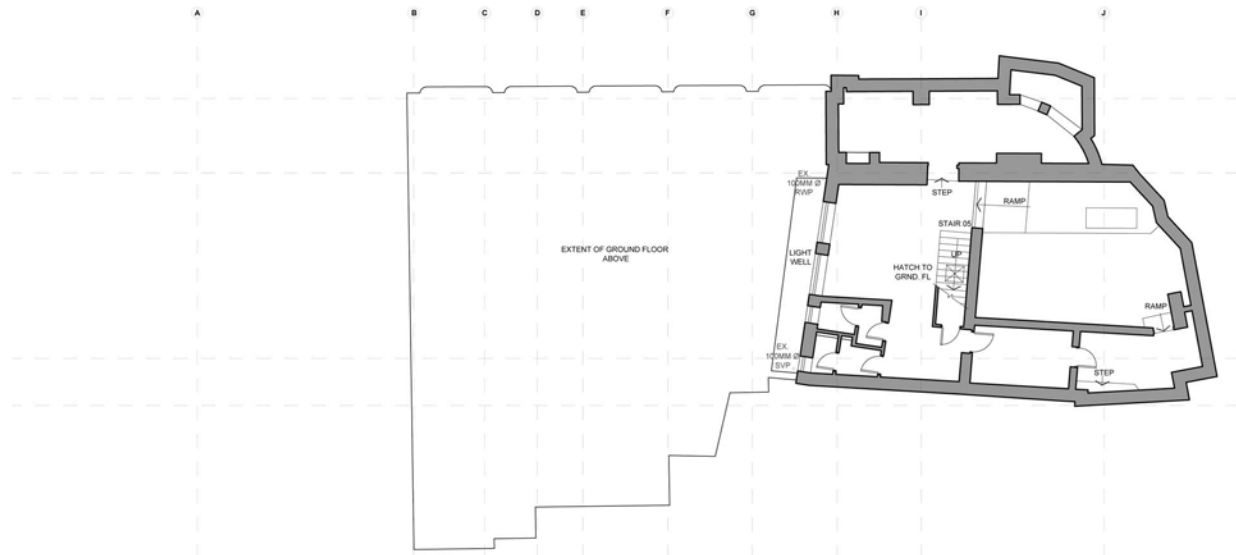 A B C D E F G H I J
EX.
100MM Ø
RWP
STEP
RAMP
STAIR 05
EXTENT OF GROUND FLOOR
ABOVE
LIGHT
WELL
UP
HATCH TO
GRND. FL
RAMP
EX.
100MM Ø
SVP
STEP